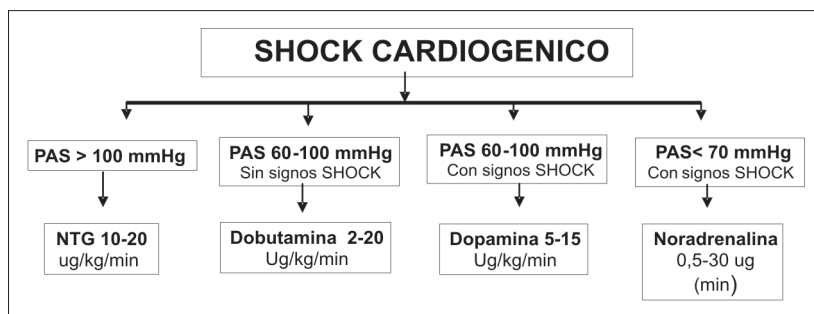 SHOCK CARDIOGENICO
PAS > 100 mmHg
PAS 60-100 mmHg
Sin signos SHOCK
PAS 60-100 mmHg
Con signos SHOCK
PAS< 70 mmHg
Con signos SHOCK
NTG 10-20
ug/kg/min
Dobutamina 2-20
Ug/kg/min
Dopamina 5-15
Ug/kg/min
Noradrenalina
0,5-30 ug
(min)